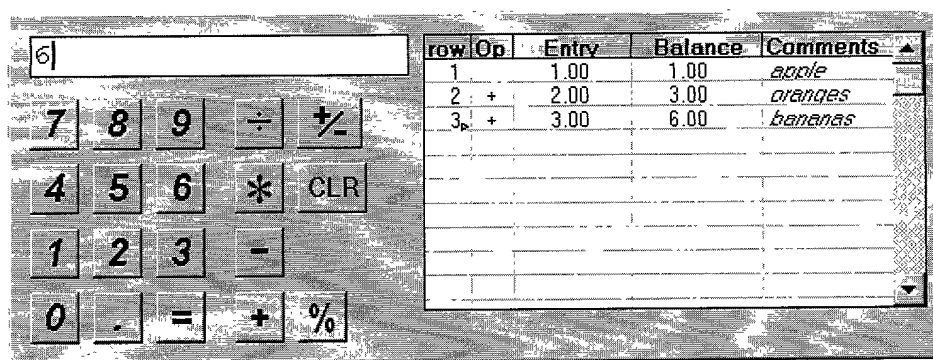 6
7 8 9 ÷ +/-
4 5 6 * CLR
1 2 3 -
0 . = + %
row Op Entry Balance Comments
1 1.00 1.00 apple
2 + 2.00 3.00 oranges
3 + 3.00 6.00 bananas